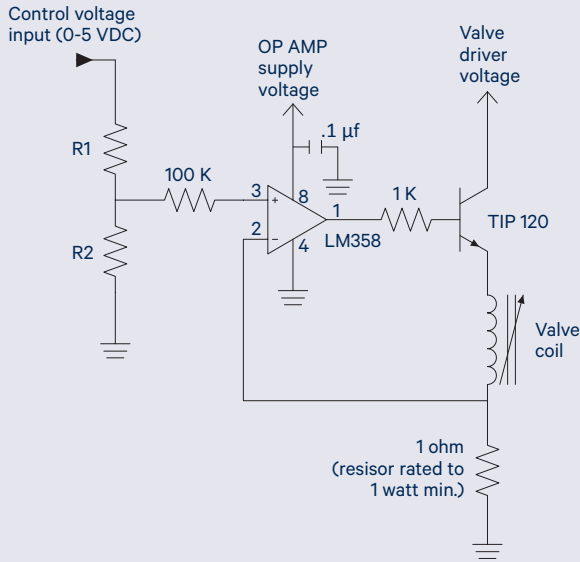 Control voltage
input (0-5 VDC)
OP AMP
supply
voltage
Valve
driver
voltage
.1 µf
R1
100 K
3
+
8
1
1 K
TIP 120
2
-
4
LM358
R2
Valve
coil
1 ohm
(resisor rated to
1 watt min.)